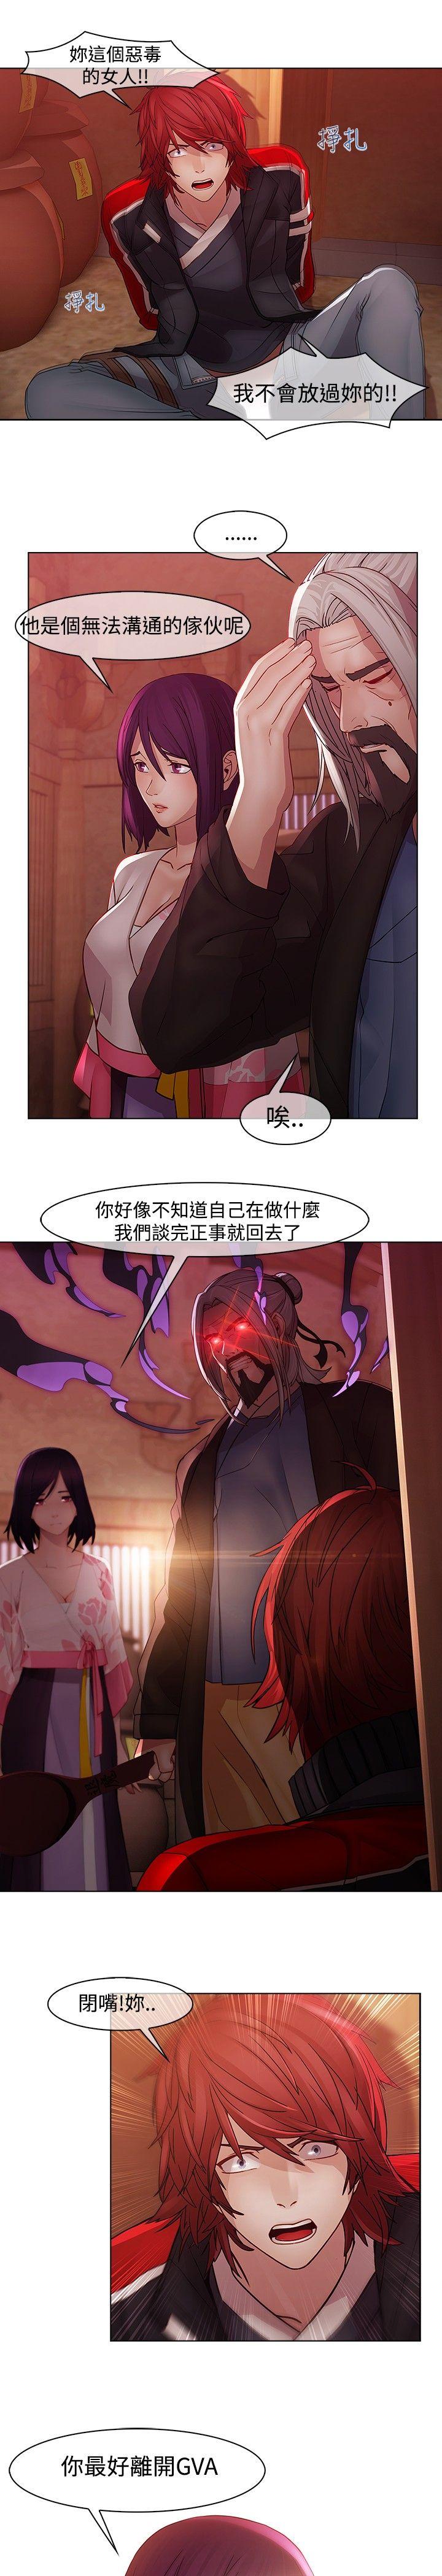 妳這個惡毒
的女人!!
掙扎
掙扎
我不會放過妳的!!
......
他是個無法溝通的傢伙呢
唉..
你好像不知道自己在做什麼
我們談完正事就回去了
閉嘴!妳..
你最好離開GVA